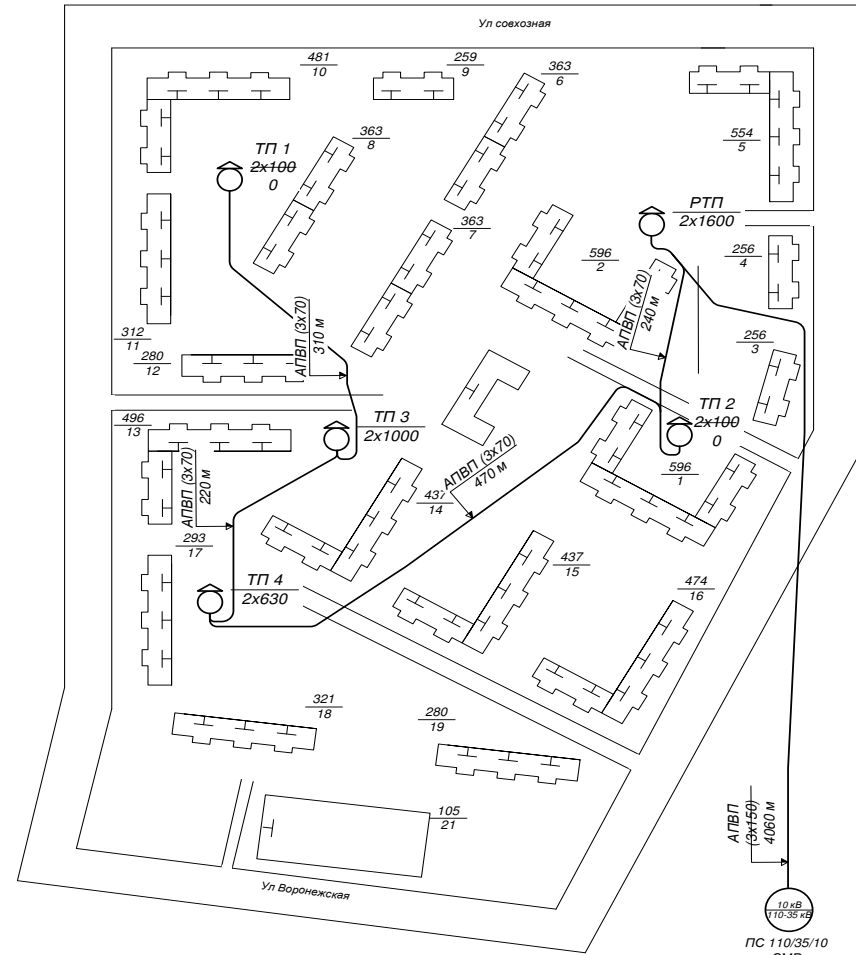 Ул совхозная
481
10
259
9
363
6
363
8
554
5
ТП 1
2х100
0
РТП
2х1600
363
7
596
2
256
4
АПВП (3х70)
240 м
АПВП (3х70)
310 м
312
11
280
12
256
3
496
13
ТП 3
2х1000
ТП 2
2х100
0
АПВП (3х70)
220 м
АПВП (3х70)
470 м
437
14
596
1
293
17
ТП 4
2х630
437
15
474
16
321
18
280
19
105
21
АПВП
(3х150)
4060 м
Ул Воронежская
10 кВ
110-35 кВ
ПС 110/35/10